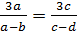 3a/(a-b) = 3c/(c-d)